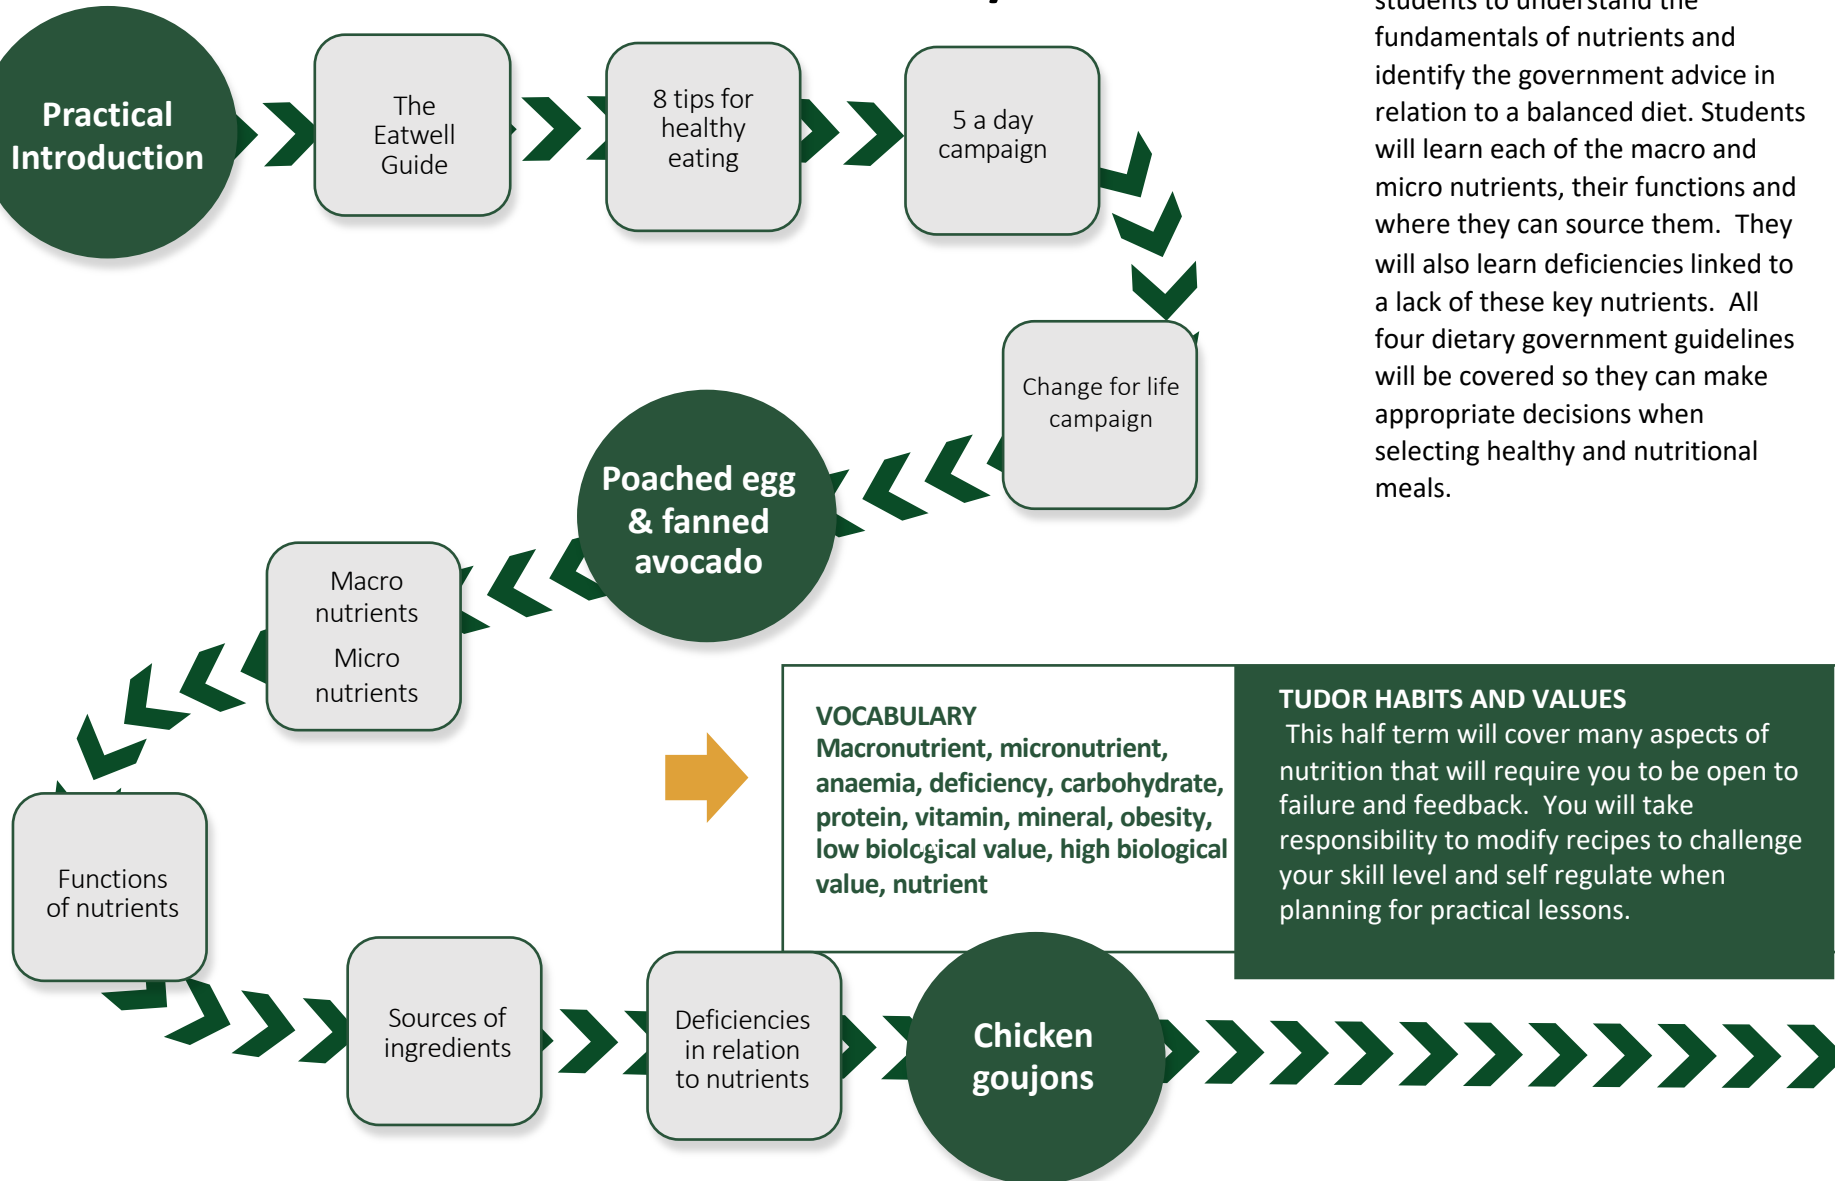 Practical
Introduction
The
Eatwell
Guide
8 tips for
healthy
eating
5 a day
campaign
students to understand the
fundamentals of nutrients and
identify the government advice in
relation to a balanced diet. Students
will learn each of the macro and
micro nutrients, their functions and
where they can source them.  They
will also learn deficiencies linked to
a lack of these key nutrients.  All
four dietary government guidelines
will be covered so they can make
appropriate decisions when
selecting healthy and nutritional
meals.
Change for life
campaign
Poached egg
& fanned
avocado
Macro
nutrients
Micro
nutrients
VOCABULARY
Macronutrient, micronutrient,
anaemia, deficiency, carbohydrate,
protein, vitamin, mineral, obesity,
low biological value, high biological
value, nutrient
TUDOR HABITS AND VALUES
This half term will cover many aspects of
nutrition that will require you to be open to
failure and feedback.  You will take
responsibility to modify recipes to challenge
your skill level and self regulate when
planning for practical lessons.
Functions
of nutrients
Sources of
ingredients
Deficiencies
in relation
to nutrients
Chicken
goujons